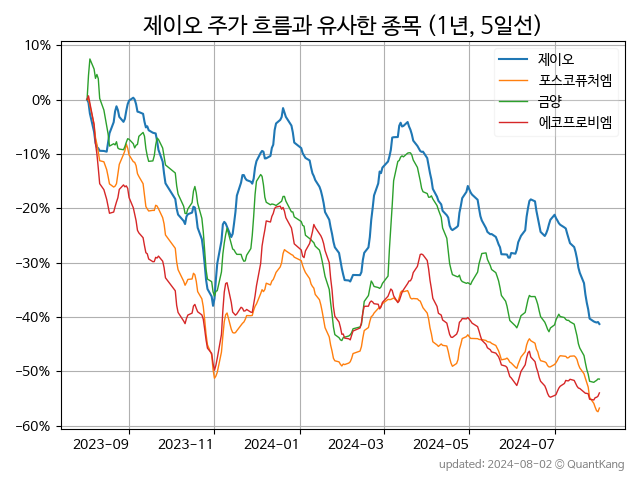 제이오 주가 흐름과 유사한 종목 (1년, 5일선)
제이오
포스코퓨처엠
금양
에코프로비엠
10%
0%
−10%
−20%
−30%
−40%
−50%
−60%
2023-09
2023-11
2024-01
2024-03
2024-05
2024-07
updated: 2024-08-02 © QuantKang